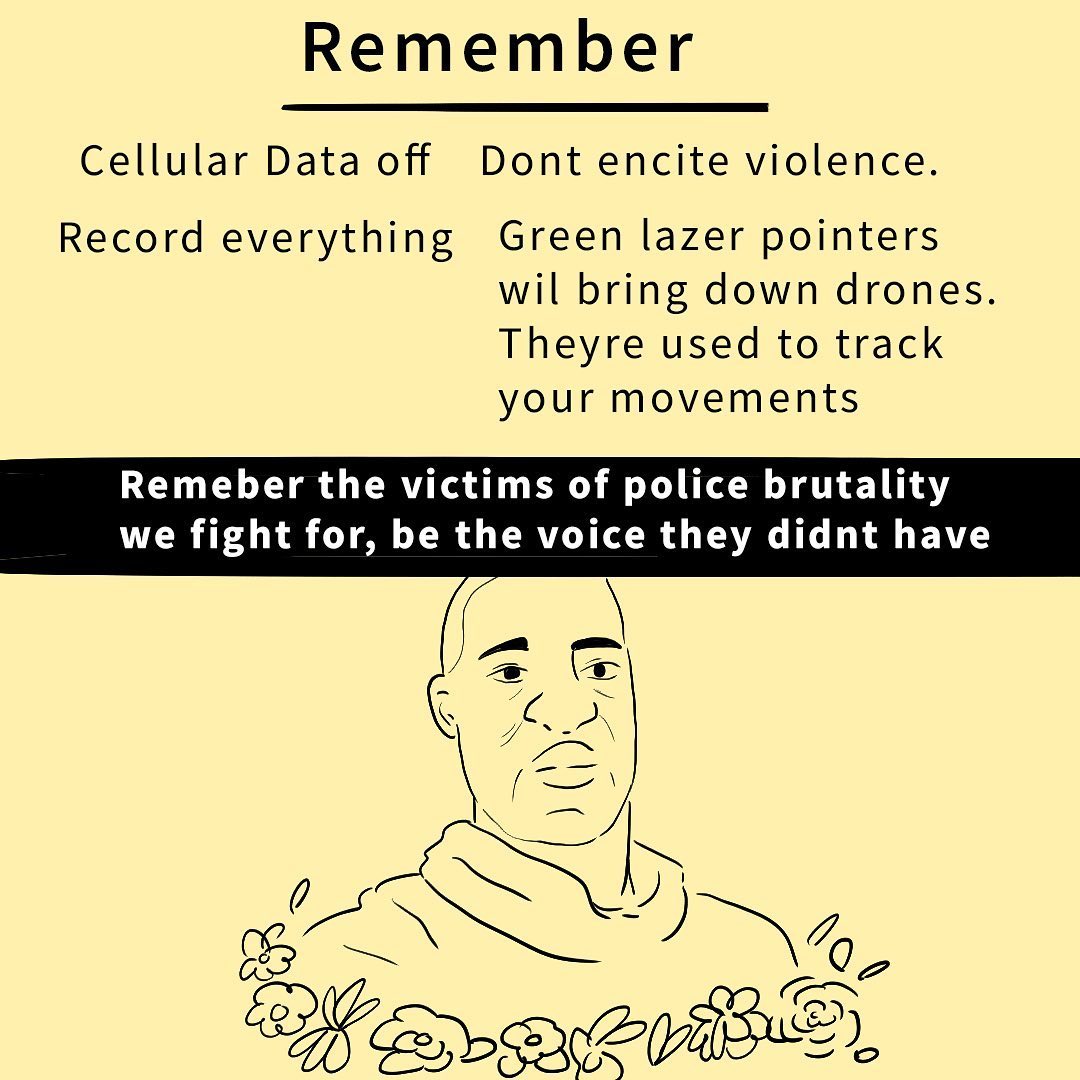 Remember
Cellular Data off
Record everything
Dont encite violence.
Green lazer pointers
wil bring down drones.
Theyre used to track
your movements
Remeber the victims of police brutality
we fight for, be the voice they didnt have